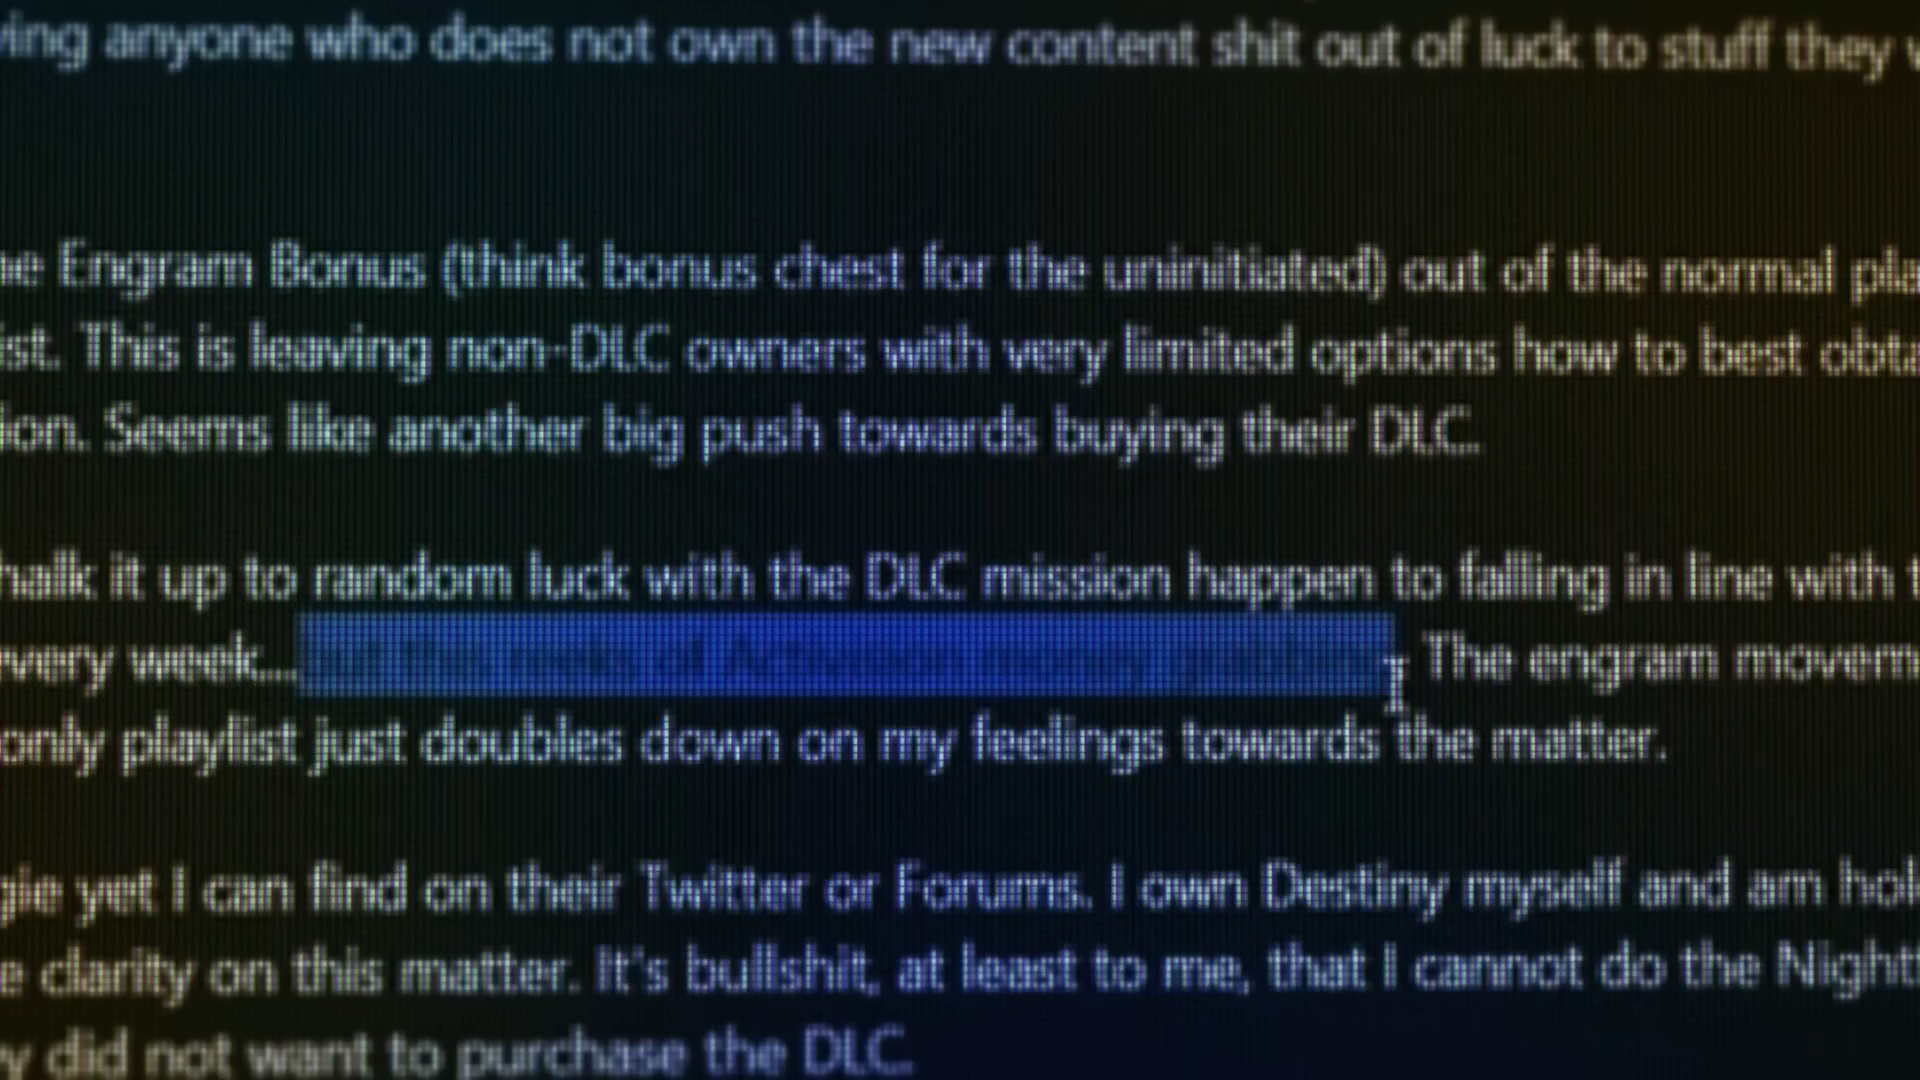 ving anyone who does not own the new content shit out of luck to stuff they
ne Engram Bonus (think bonus chest for the uninitiated) out of the normal pla
ist. This is leaving non-DLC owners with very limited options how to best obta
ion. Seems like another big push towards buying their DLC.
halk it up to random luck with the DLC mission happen to falling in line with t
very week... but this reeks of Activision The engram movem
only playlist just doubles down on my feelings towards the matter.
gie yet I can find on their Twitter or Forums. I own Destiny myself and am hol
e clarity on this matter. It's bullshit, at least to me, that I cannot do the Night
y did not want to purchase the DLC.